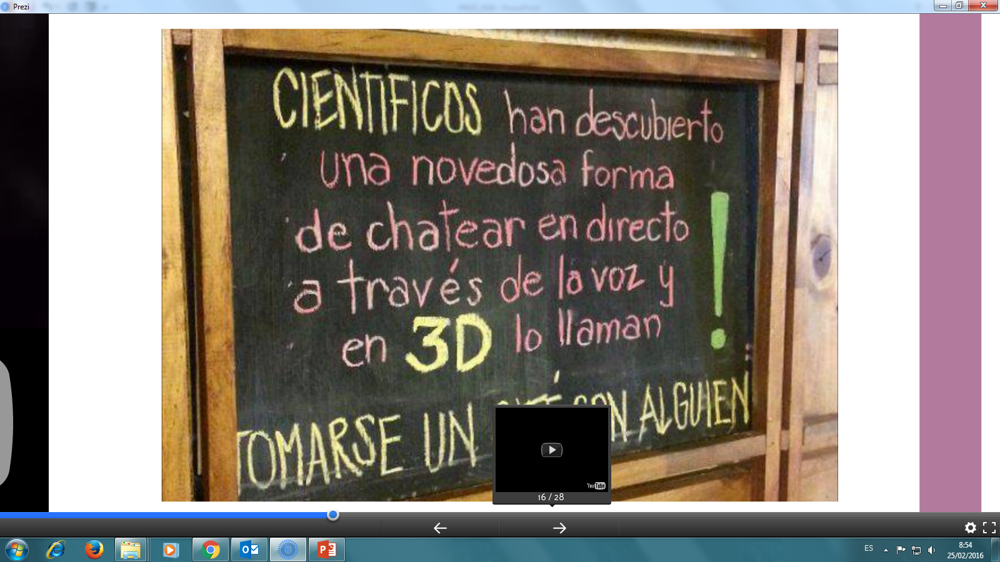 Prezi
CIENTIFICOS han descubierto
una novedosa forma
de chatear en directo
a través de la voz y
en 3D lo llaman !
TOMARSE UN CON ALGUIEN
YouTube
16 / 28
ES
8:54
25/02/2016